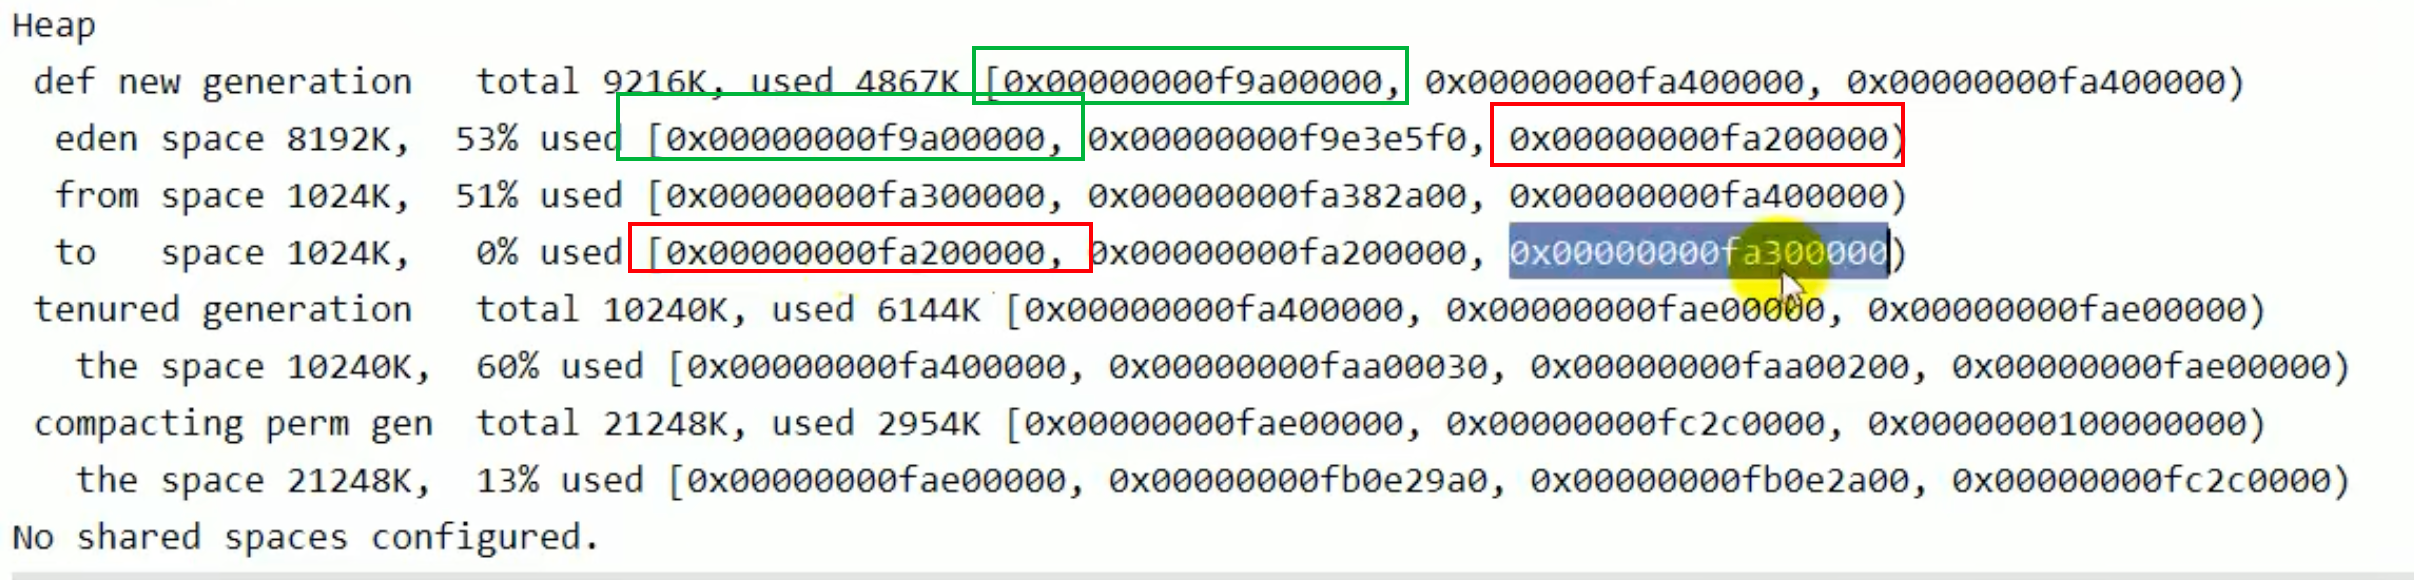 Heap
def new generation total 9216K, used 4867K [0x00000000f9a00000, 0x00000000fa400000, 0x00000000fa400000)
eden space 8192K, 53% used [0x00000000f9a00000, 0x00000000f9e3e5f0, 0x00000000fa200000)
from space 1024K, 51% used [0x00000000fa300000, 0x00000000fa382a00, 0x00000000fa400000)
to space 1024K, 0% used [0x00000000fa200000, 0x00000000fa200000, 0x00000000fa300000)
tenured generation total 10240K, used 6144K [0x00000000fa400000, 0x00000000fae00000, 0x00000000fae00000)
the space 10240K, 60% used [0x00000000fa400000, 0x00000000faa00030, 0x00000000faa00200, 0x00000000fae00000)
compacting perm gen total 21248K, used 2954K [0x00000000fae00000, 0x00000000fc2c0000, 0x0000000100000000)
the space 21248K, 13% used [0x00000000fae00000, 0x00000000fb0e29a0, 0x00000000fb0e2a00, 0x00000000fc2c0000)
No shared spaces configured.